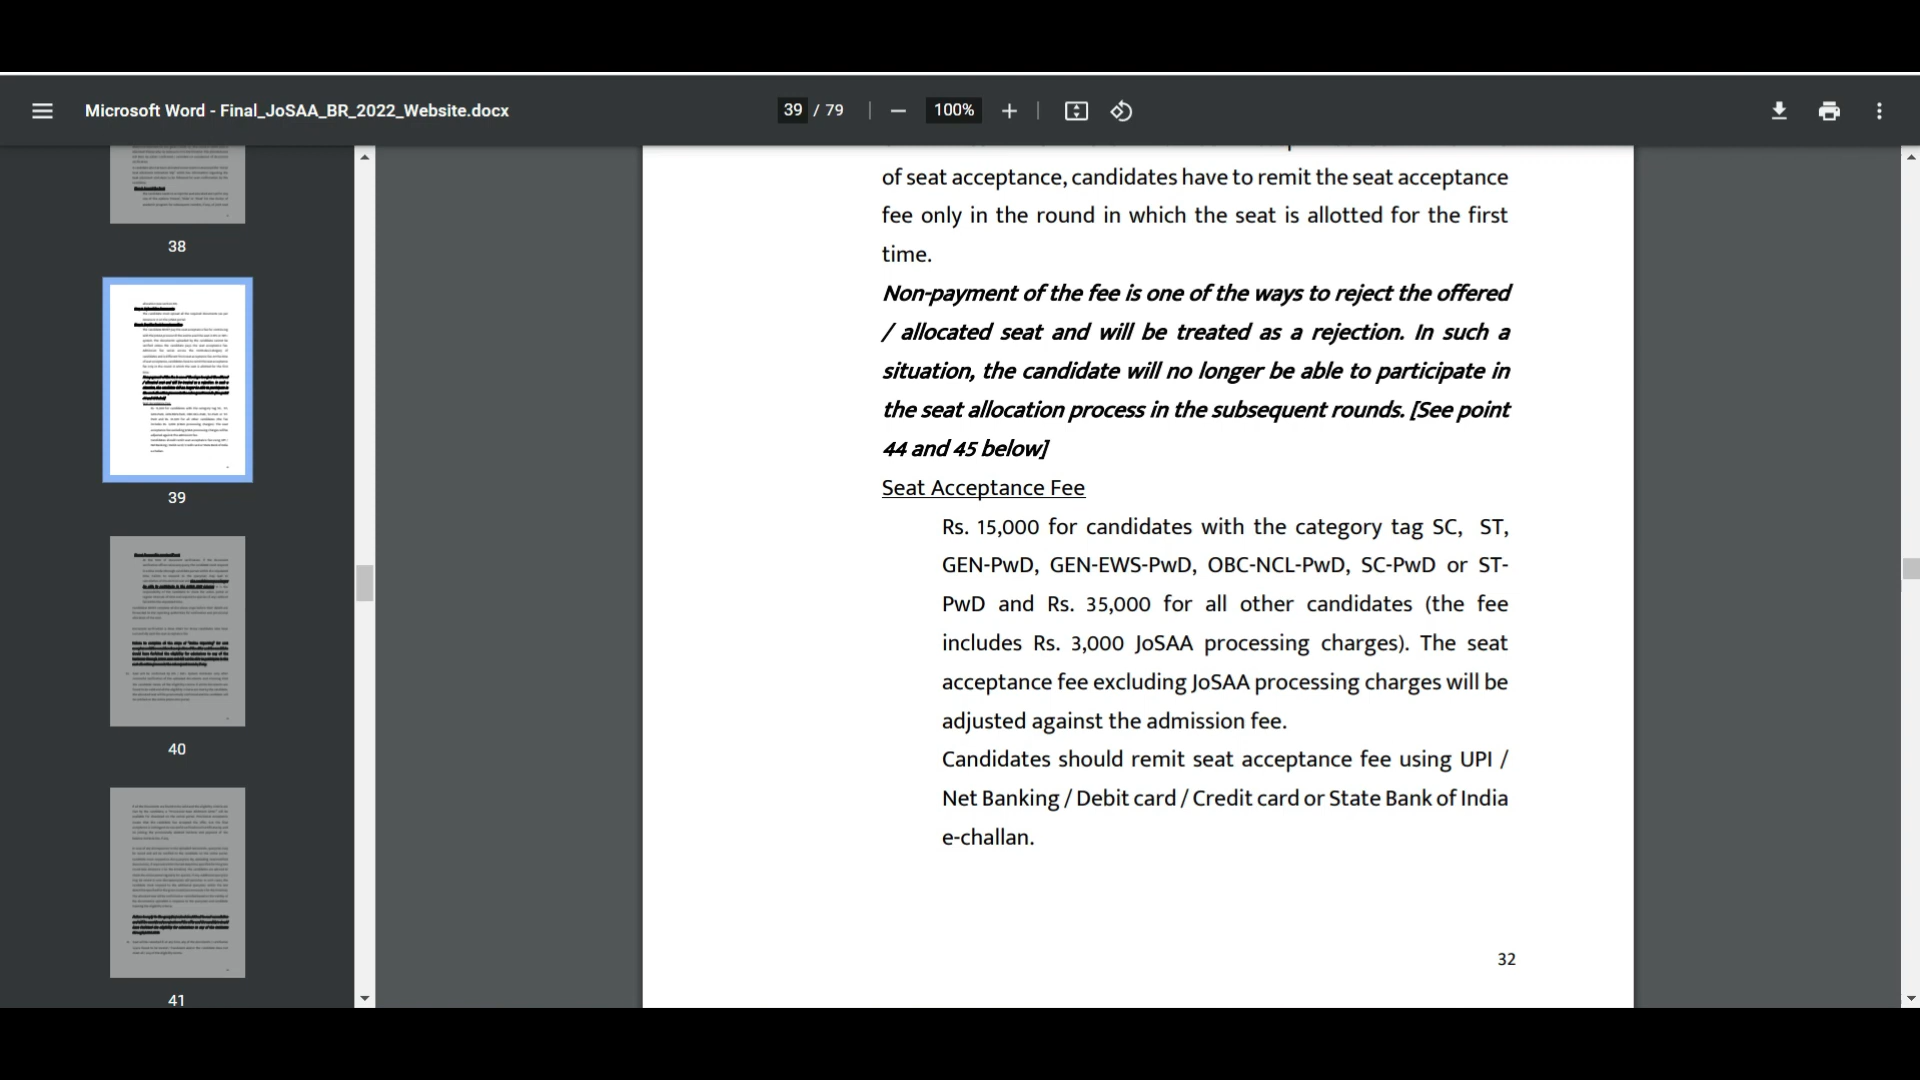 Microsoft Word - Final_JoSAA_BR_2022_Website.docx
39 / 79
100%
38
39
40
41
of seat acceptance, candidates have to remit the seat acceptance
fee only in the round in which the seat is allotted for the first
time.
Non-payment of the fee is one of the ways to reject the offered
/ allocated seat and will be treated as a rejection. In such a
situation, the candidate will no longer be able to participate in
the seat allocation process in the subsequent rounds. [See point
44 and 45 below]
Seat Acceptance Fee
Rs. 15,000 for candidates with the category tag SC, ST,
GEN-PwD, GEN-EWS-PwD, OBC-NCL-PwD, SC-PwD or ST-
PwD and Rs. 35,000 for all other candidates (the fee
includes Rs. 3,000 JoSAA processing charges). The seat
acceptance fee excluding JoSAA processing charges will be
adjusted against the admission fee.
Candidates should remit seat acceptance fee using UPI /
Net Banking / Debit card / Credit card or State Bank of India
e-challan.
32